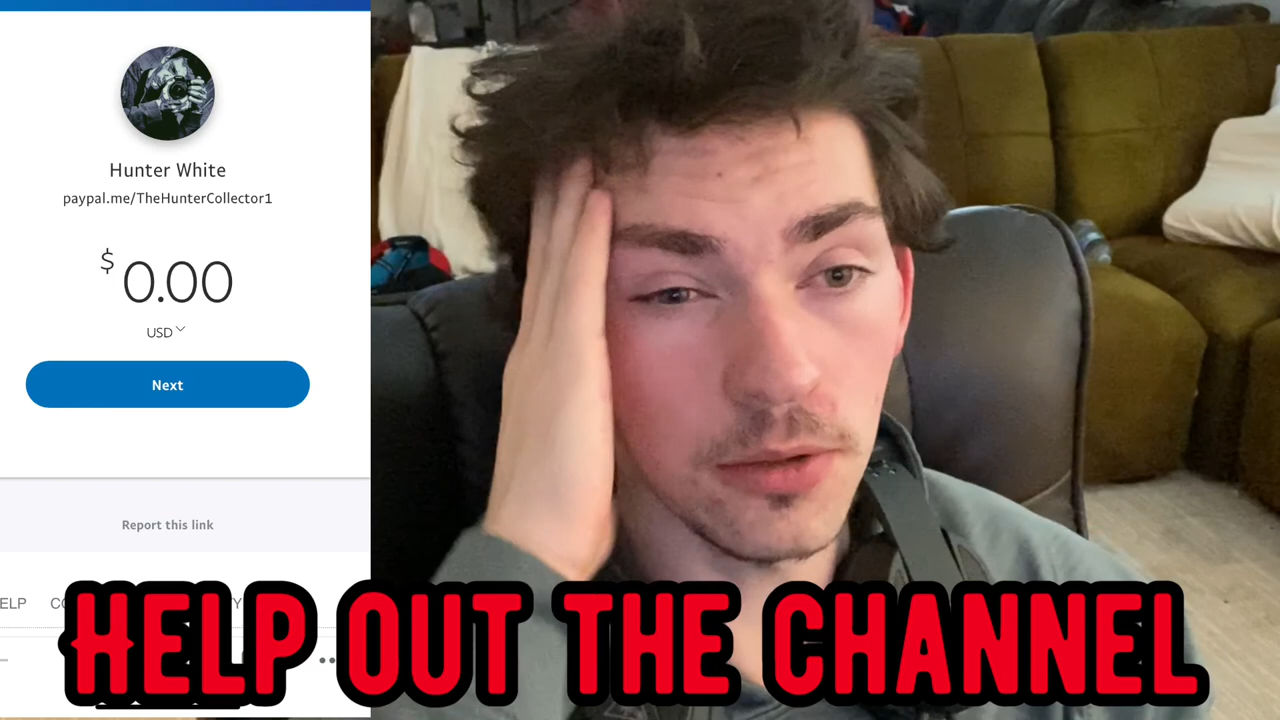 Hunter White
paypal.me/TheHunterCollector1
$ 0.00
USD
Next
Report this link
HELP OUT THE CHANNEL